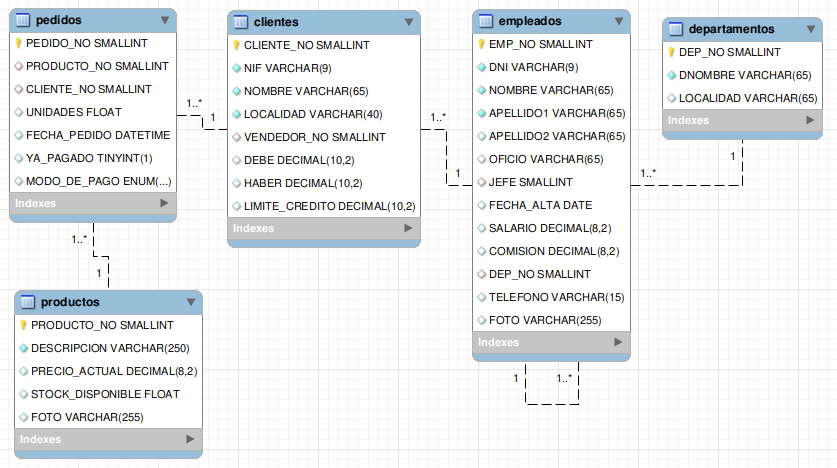 pedidos
PEDIDO_NO SMALLINT
PRODUCTO_NO SMALLINT
CLIENTE_NO SMALLINT
UNIDADES FLOAT
FECHA_PEDIDO DATETIME
YA_PAGADO TINYINT(1)
MODO_DE_PAGO ENUM(...)
Indexes
1..*
1
clientes
CLIENTE_NO SMALLINT
NIF VARCHAR(9)
NOMBRE VARCHAR(65)
LOCALIDAD VARCHAR(40)
VENDEDOR_NO SMALLINT
DEBE DECIMAL(10,2)
HABER DECIMAL(10,2)
LIMITE_CREDITO DECIMAL(10,2)
Indexes
1..*
1
empleados
EMP_NO SMALLINT
DNI VARCHAR(9)
NOMBRE VARCHAR(65)
APELLIDO1 VARCHAR(65)
APELLIDO2 VARCHAR(65)
OFICIO VARCHAR(65)
JEFE SMALLINT
FECHA_ALTA DATE
SALARIO DECIMAL(8,2)
COMISION DECIMAL(8,2)
DEP_NO SMALLINT
TELEFONO VARCHAR(15)
FOTO VARCHAR(255)
Indexes
1
1..*
departamentos
DEP_NO SMALLINT
DNOMBRE VARCHAR(65)
LOCALIDAD VARCHAR(65)
Indexes
1
1..*
1..*
1
productos
PRODUCTO_NO SMALLINT
DESCRIPCION VARCHAR(250)
PRECIO_ACTUAL DECIMAL(8,2)
STOCK_DISPONIBLE FLOAT
FOTO VARCHAR(255)
Indexes